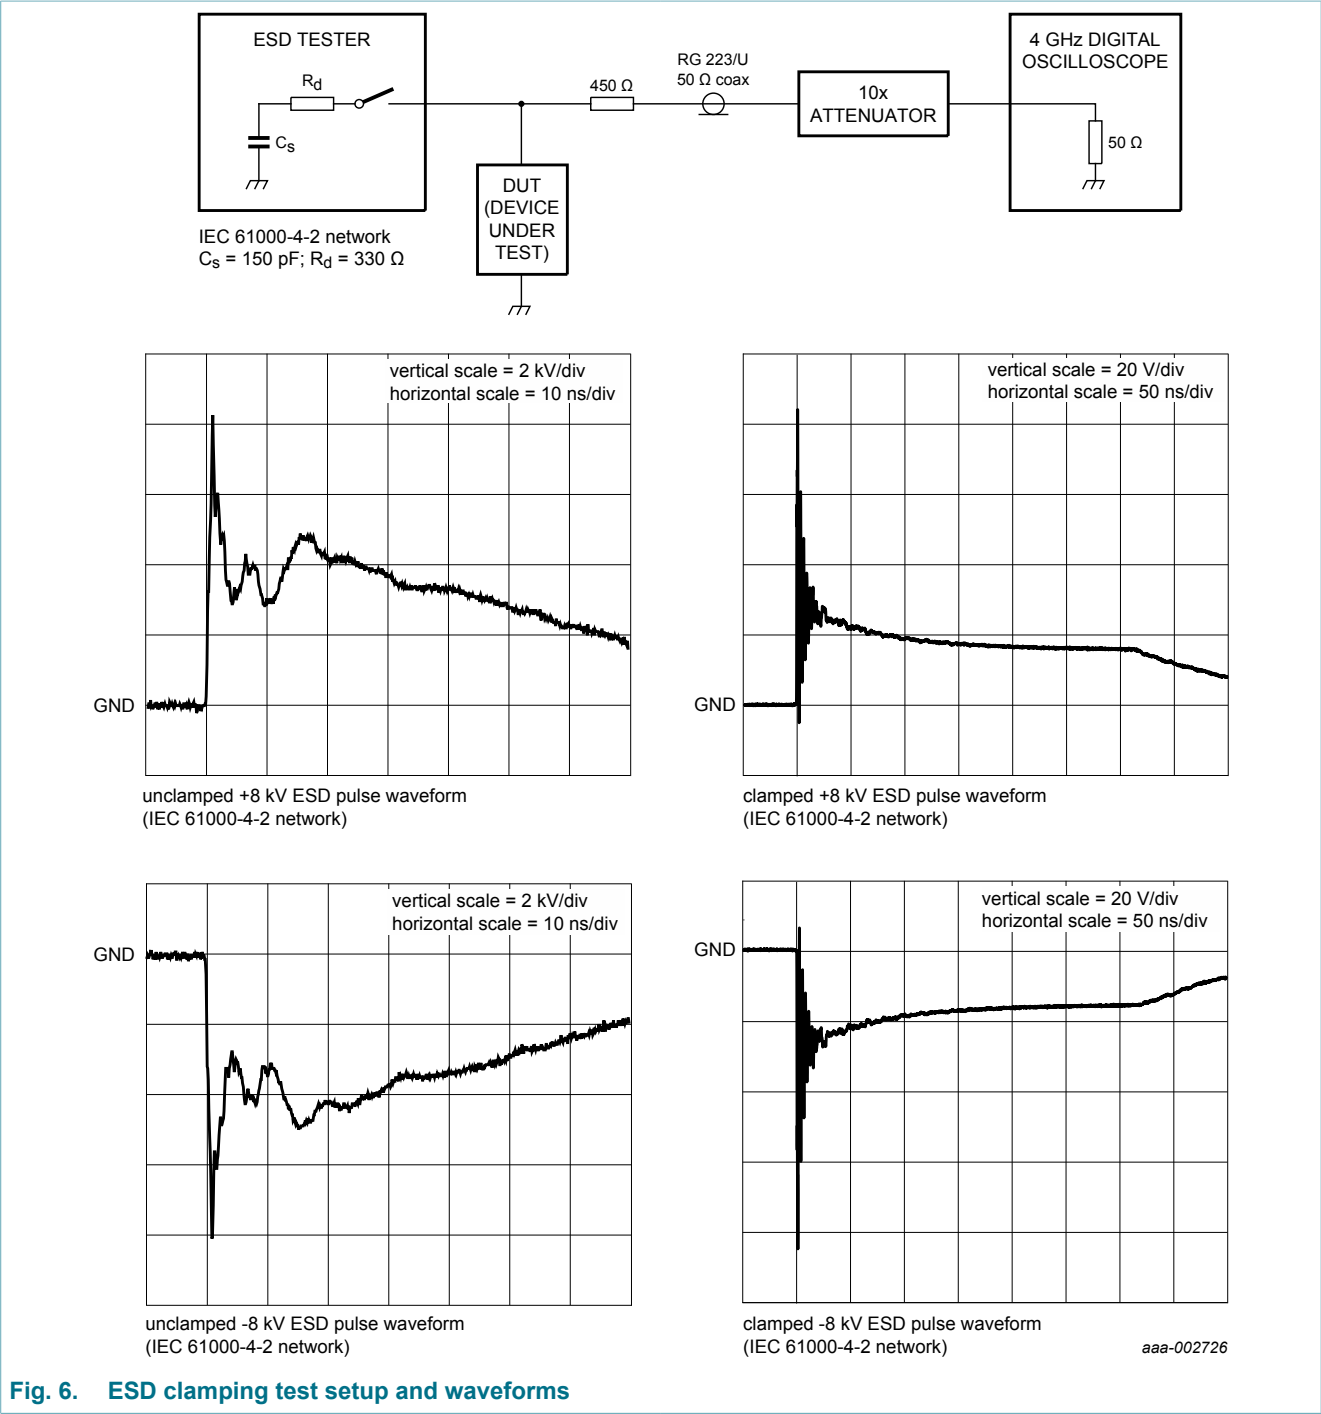 ESD TESTER
Rd
Cs
IEC 61000-4-2 network
Cs = 150 pF; Rd = 330 Ω
DUT
(DEVICE
UNDER
TEST)
450 Ω
RG 223/U
50 Ω coax
10x
ATTENUATOR
4 GHz DIGITAL
OSCILLOSCOPE
50 Ω
vertical scale = 2 kV/div
horizontal scale = 10 ns/div
GND
unclamped +8 kV ESD pulse waveform
(IEC 61000-4-2 network)
vertical scale = 20 V/div
horizontal scale = 50 ns/div
GND
clamped +8 kV ESD pulse waveform
(IEC 61000-4-2 network)
vertical scale = 2 kV/div
horizontal scale = 10 ns/div
GND
unclamped -8 kV ESD pulse waveform
(IEC 61000-4-2 network)
vertical scale = 20 V/div
horizontal scale = 50 ns/div
GND
clamped -8 kV ESD pulse waveform
(IEC 61000-4-2 network)
aaa-002726
Fig. 6. ESD clamping test setup and waveforms